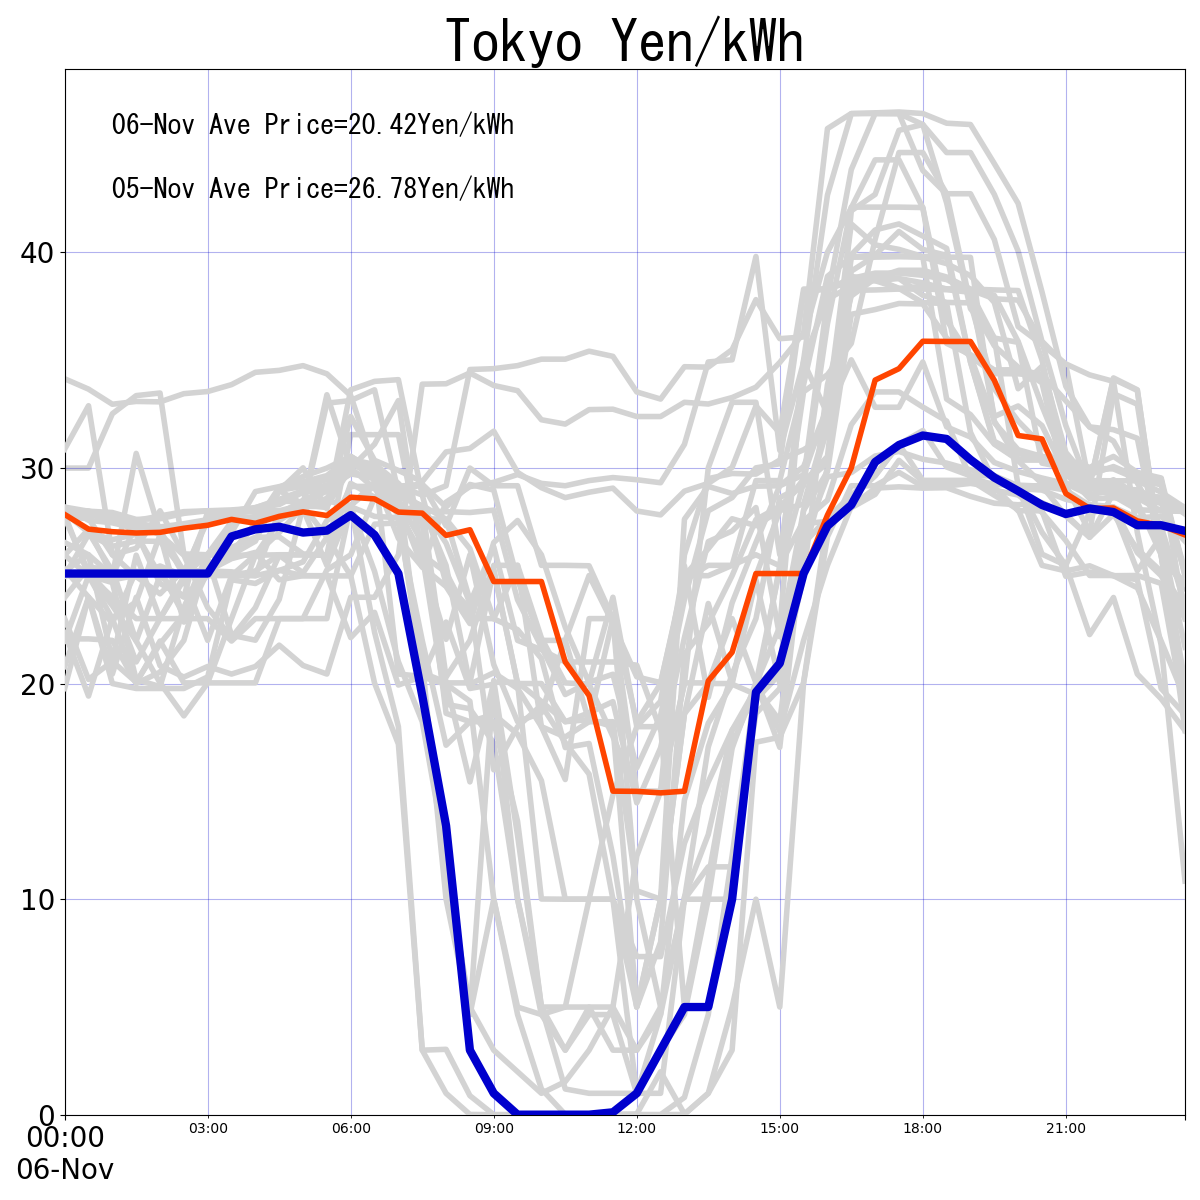 Tokyo Yen/kWh
06-Nov Ave Price=20.42Yen/kWh
05-Nov Ave Price=26.78Yen/kWh
40
30
20
10
0
00:00 03:00 06:00 09:00 12:00 15:00 18:00 21:00
06-Nov